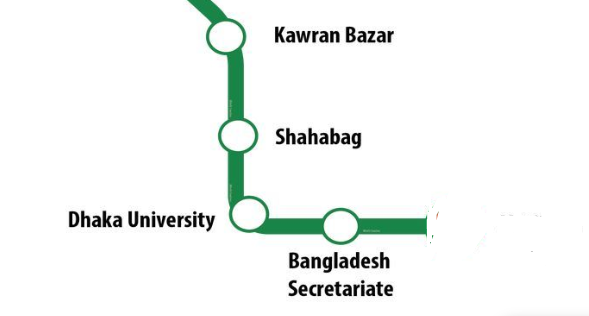 Kawran Bazar
Shahabag
Dhaka University
Bangladesh
Secretariate